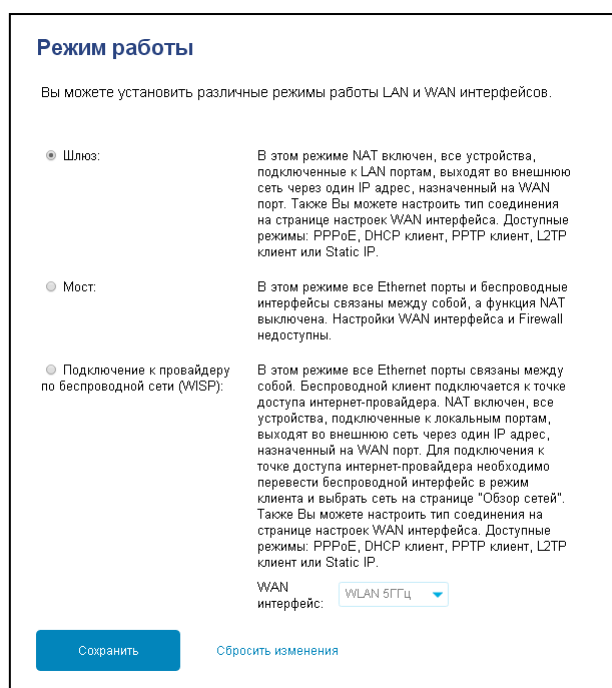 Режим работы
Вы можете установить различные режимы работы LAN и WAN интерфейсов.
Шлюз:
В этом режиме NAT включен, все устройства,
подключенные к LAN портам, выходят во внешнюю
сеть через один IP адрес, назначенный на WAN
порт. Также Вы можете настроить тип соединения
на странице настроек WAN интерфейса. Доступные
режимы: PPPoE, DHCP клиент, PPTP клиент, L2TP
клиент или Static IP.
Мост:
В этом режиме все Ethernet порты и беспроводные
интерфейсы связаны между собой, а функция NAT
выключена. Настройки WAN интерфейса и Firewall
недоступны.
Подключение к провайдеру
по беспроводной сети (WISP):
В этом режиме все Ethernet порты связаны между
собой. Беспроводной клиент подключается к точке
доступа интернет-провайдера. NAT включен, все
устройства, подключенные к локальным портам,
выходят во внешнюю сеть через один IP адрес,
назначенный на WAN порт. Для подключения к
точке доступа интернет-провайдера необходимо
перевести беспроводной интерфейс в режим
клиента и выбрать сеть на странице "Обзор сетей".
Также Вы можете настроить тип соединения на
странице настроек WAN интерфейса. Доступные
режимы: PPPoE, DHCP клиент, PPTP клиент, L2TP
клиент или Static IP.
WAN
интерфейс:
WLAN 5ГГц
Сохранить
Сбросить изменения